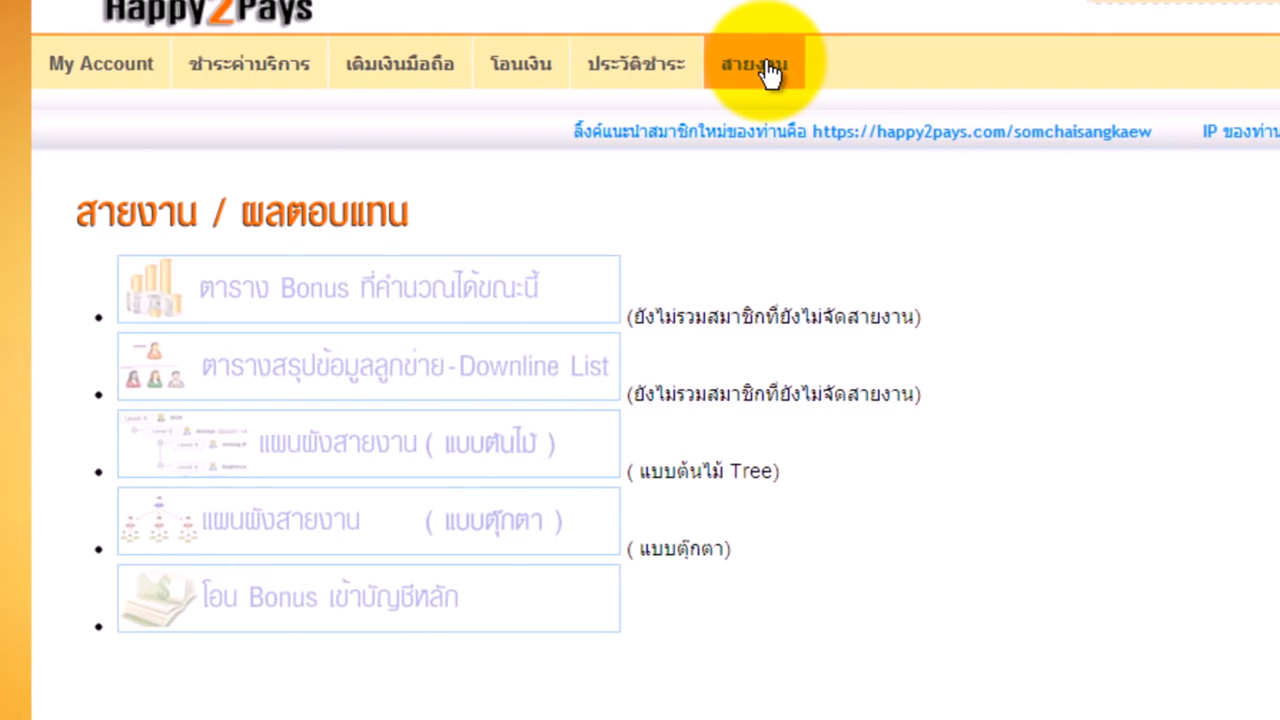 Happy2Pays
My Account ชำระค่าบริการ เติมเงินมือถือ โอนเงิน ประวัติชำระ สายงาน
ลิ้งค์แนะนำสมาชิกใหม่ของท่านคือ https://happy2pays.com/somchaisangkaew IP ของท่าน
สายงาน / ผลตอบแทน
ตาราง Bonus ที่คำนวณได้ขณะนี้ (ยังไม่รวมสมาชิกที่ยังไม่จัดสายงาน)
ตารางสรุปข้อมูลลูกข่าย-Downline List (ยังไม่รวมสมาชิกที่ยังไม่จัดสายงาน)
แผนผังสายงาน ( แบบต้นไม้ ) ( แบบต้นไม้ Tree)
แผนผังสายงาน ( แบบตุ๊กตา ) ( แบบตุ๊กตา)
โอน Bonus เข้าบัญชีหลัก